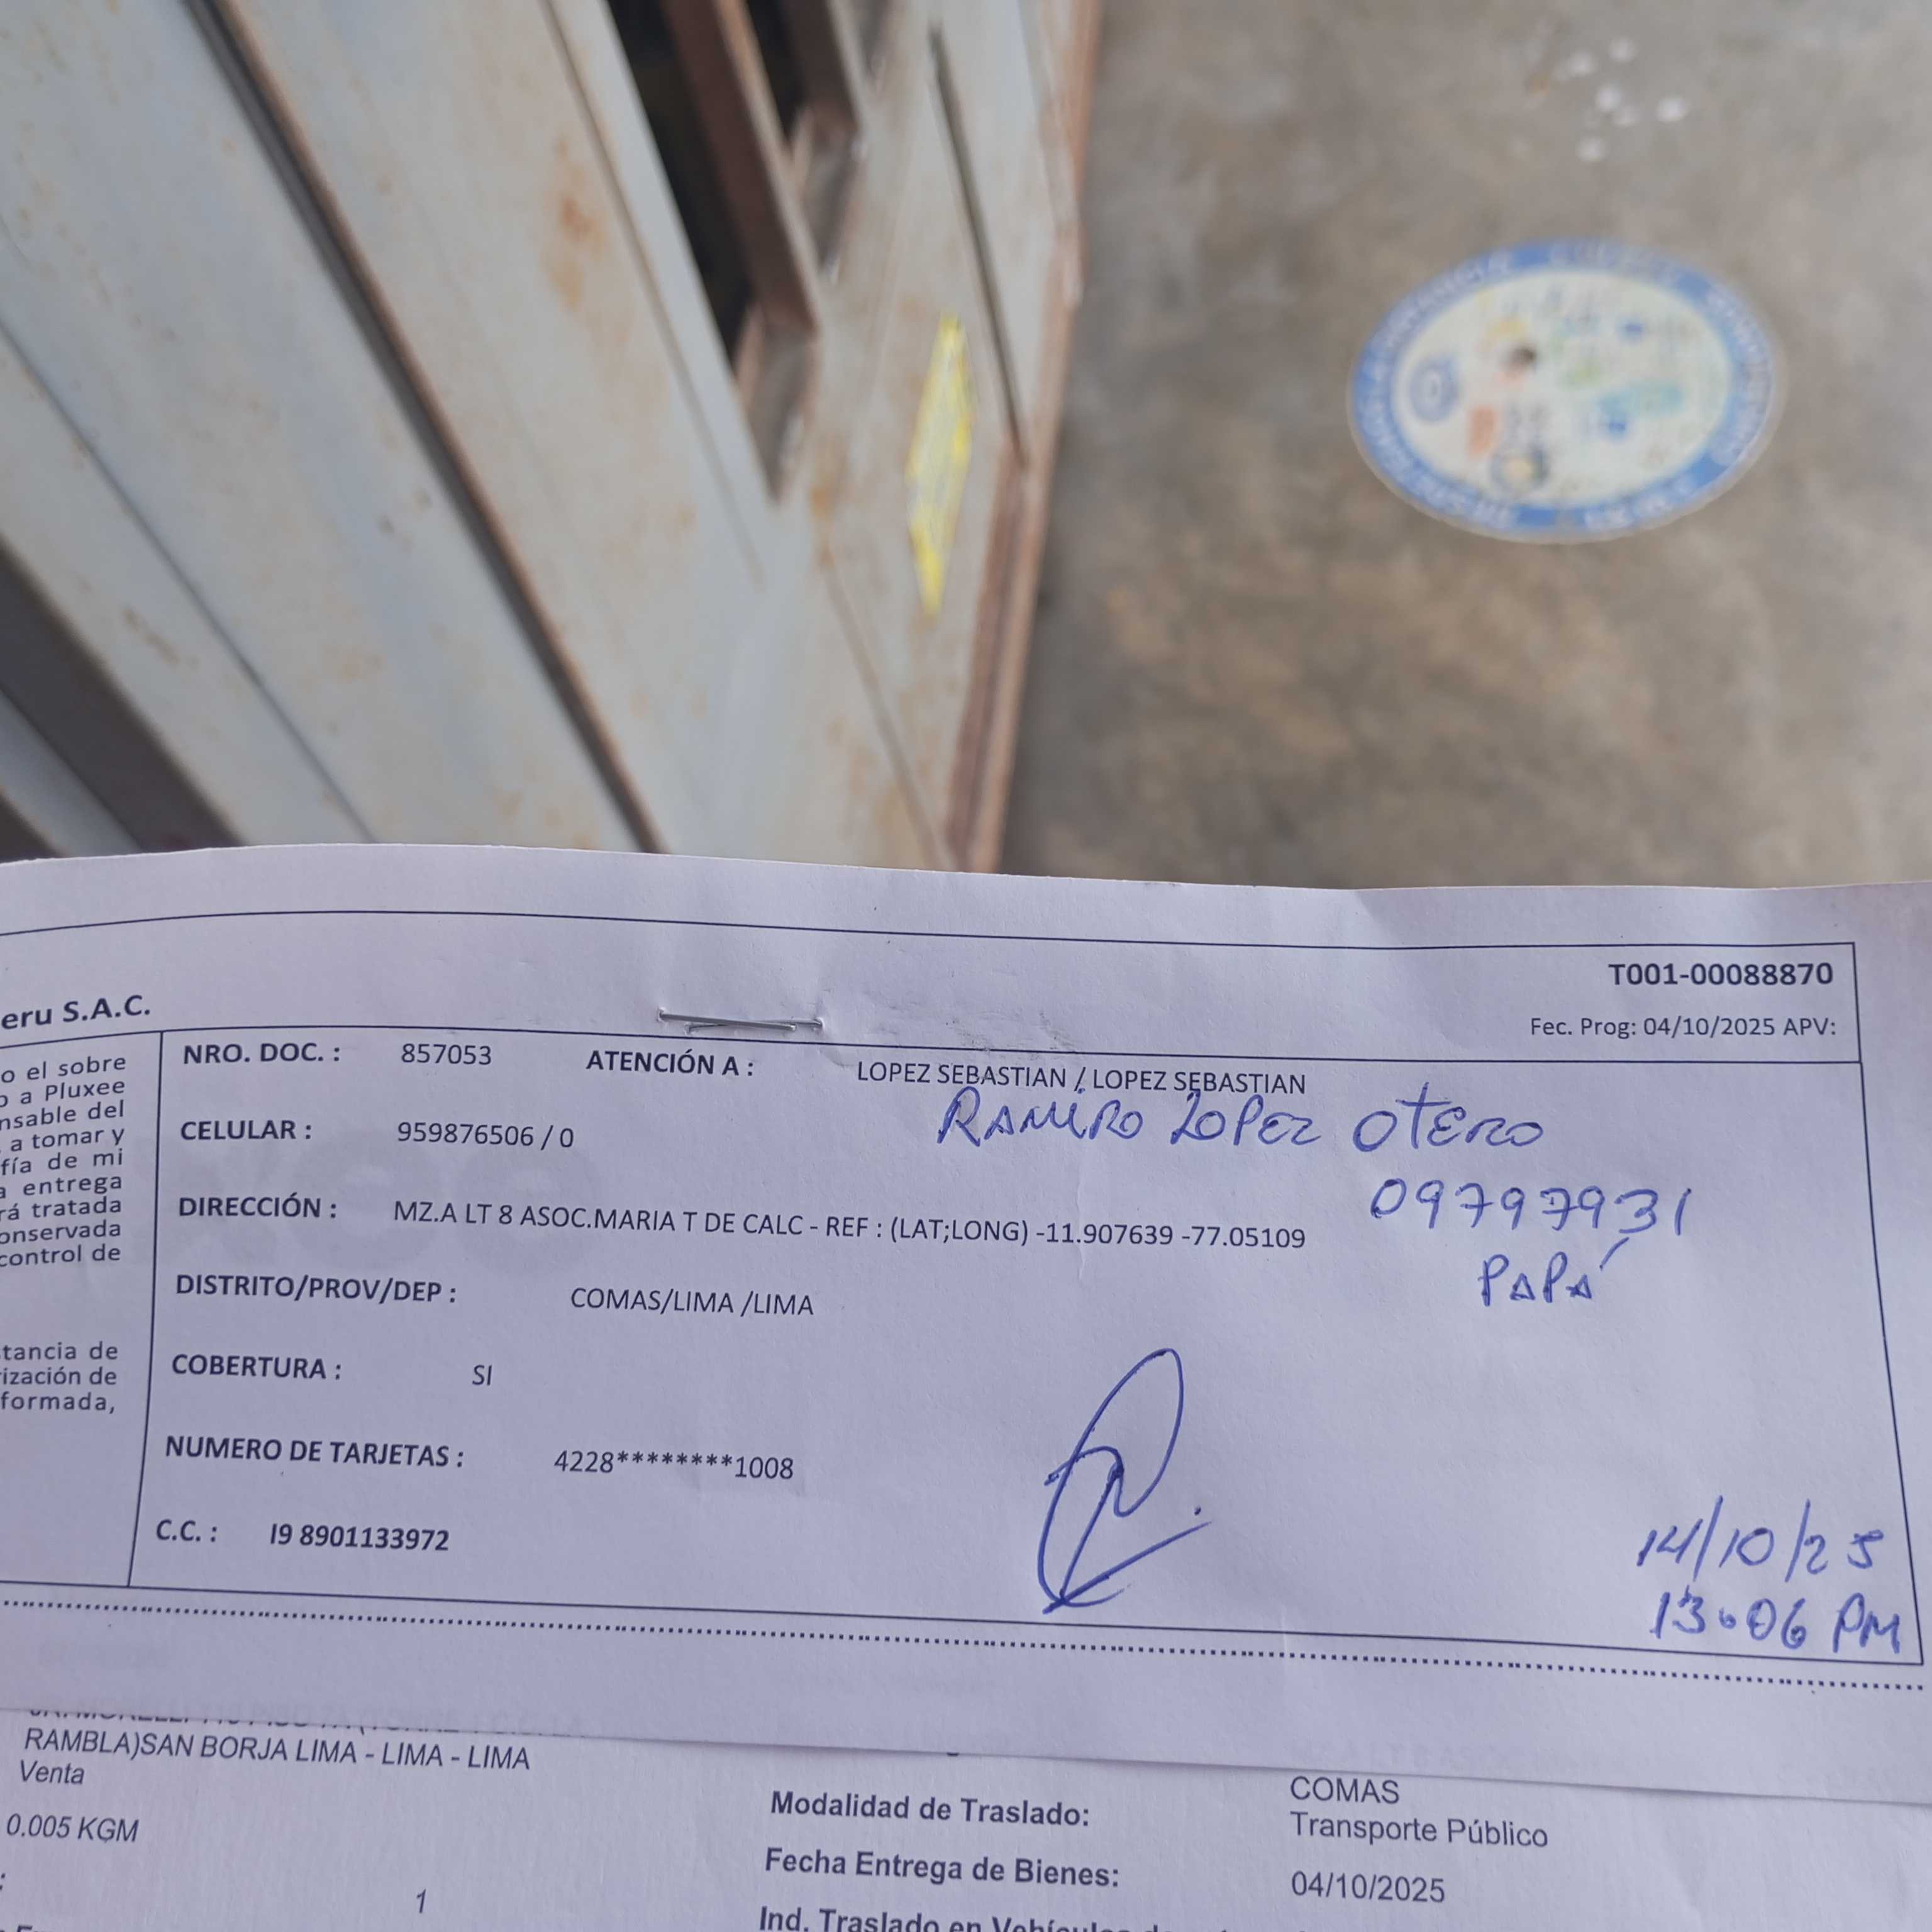 T001-00088870
eru S.A.C.
Fec. Prog: 04/10/2025 APV:
o el sobre
o a Pluxee
nsable del
a tomar y
fía de mi
a entrega
rá tratada
onservada
control de
tancia de
ización de
formada,
NRO. DOC. : 857053 ATENCIÓN A : LOPEZ SEBASTIAN / LOPEZ SEBASTIAN
RAMIRO LOPEZ OTERO
CELULAR : 959876506 / 0
09797931
DIRECCIÓN : MZ.A LT 8 ASOC.MARIA T DE CALC - REF : (LAT;LONG) -11.907639 -77.05109
PAPÁ
DISTRITO/PROV/DEP : COMAS/LIMA /LIMA
COBERTURA : SI
NUMERO DE TARJETAS : 4228********1008
C.C. : I9 8901133972
14/10/25
13:06 PM
RAMBLA)SAN BORJA LIMA - LIMA - LIMA
Venta
0.005 KGM
1
COMAS
Modalidad de Traslado: Transporte Público
Fecha Entrega de Bienes: 04/10/2025
Ind. Traslado en